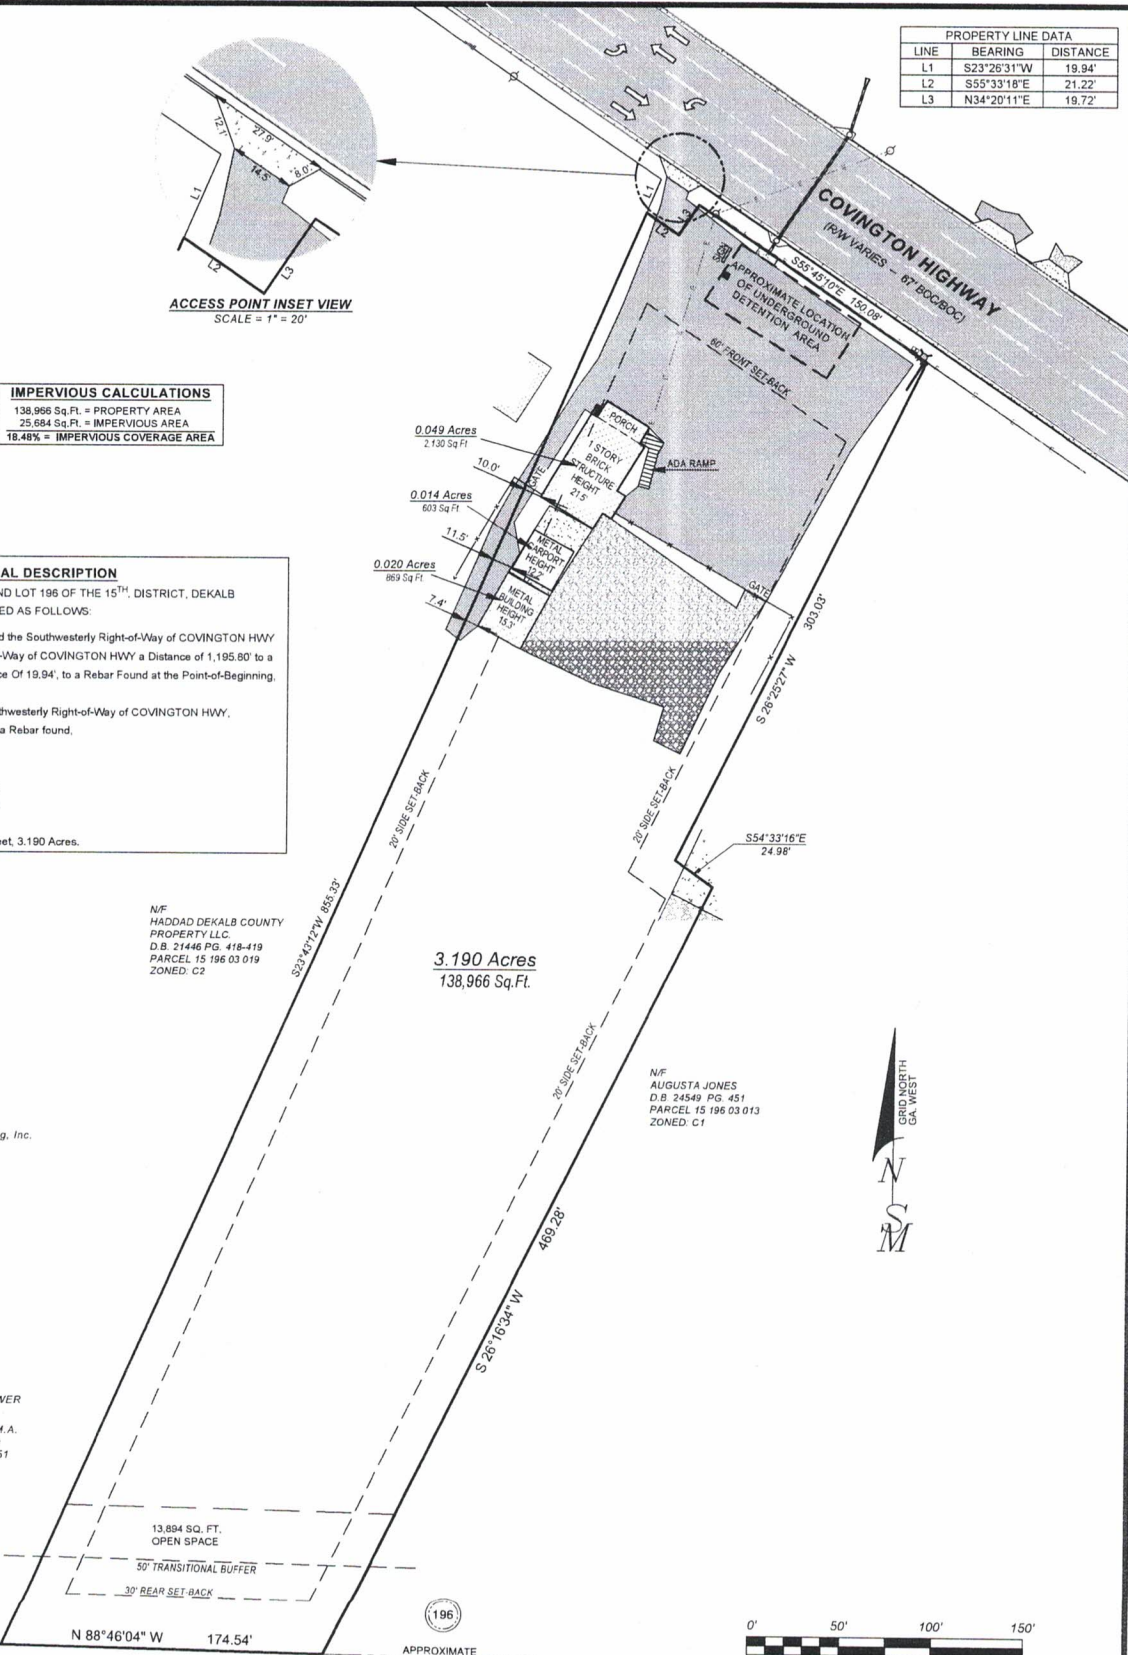 PROPERTY LINE DATA
LINE BEARING DISTANCE
L1 S23°26'31"W 19.94'
L2 S55°33'18"E 21.22'
L3 N34°20'11"E 19.72'
12.1'
27.9'
14.5'
8.0'
L1
L2
L3
ACCESS POINT INSET VIEW
SCALE = 1" = 20'
L1
L2
L3
COVINGTON HIGHWAY
(R/W VARIES - 67' BOC/BOC)
S55°45'10"E 150.08'
SIGN
APPROXIMATE LOCATION
OF UNDERGROUND
DETENTION AREA
60' FRONT SET-BACK
IMPERVIOUS CALCULATIONS
138,966 Sq.Ft. = PROPERTY AREA
25,684 Sq.Ft. = IMPERVIOUS AREA
18.48% = IMPERVIOUS COVERAGE AREA
0.049 Acres
2,130 Sq Ft
PORCH
1 STORY
BRICK
STRUCTURE
HEIGHT
21.5'
ADA RAMP
10.0'
GATE
0.014 Acres
603 Sq Ft
11.5'
METAL
CARPORT
HEIGHT
12.2'
0.020 Acres
869 Sq Ft
7.4'
METAL
BUILDING
HEIGHT
15.3'
GATE
303.03'
S 26°25'27" W
AL DESCRIPTION
ND LOT 196 OF THE 15TH. DISTRICT, DEKALB
ED AS FOLLOWS:
d the Southwesterly Right-of-Way of COVINGTON HWY
-Way of COVINGTON HWY a Distance of 1,195.80' to a
ce Of 19.94', to a Rebar Found at the Point-of-Beginning,
thwesterly Right-of-Way of COVINGTON HWY,
a Rebar found,
et, 3.190 Acres.
20' SIDE SET-BACK
20' SIDE SET-BACK
S54°33'16"E
24.98'
N/F
HADDAD DEKALB COUNTY
PROPERTY LLC.
D.B. 21446 PG. 418-419
PARCEL 15 196 03 019
ZONED: C2
S23°43'12"W 855.33'
3.190 Acres
138,966 Sq.Ft.
20' SIDE SET-BACK
N/F
AUGUSTA JONES
D.B. 24549 PG. 451
PARCEL 15 196 03 013
ZONED: C1
GRID NORTH
GA. WEST
N
S
M
g, Inc.
469.28'
S 26°16'34" W
WER
M.A.
51
13,894 SQ. FT.
OPEN SPACE
50' TRANSITIONAL BUFFER
30' REAR SET-BACK
N 88°46'04" W 174.54'
196
APPROXIMATE
0' 50' 100' 150'